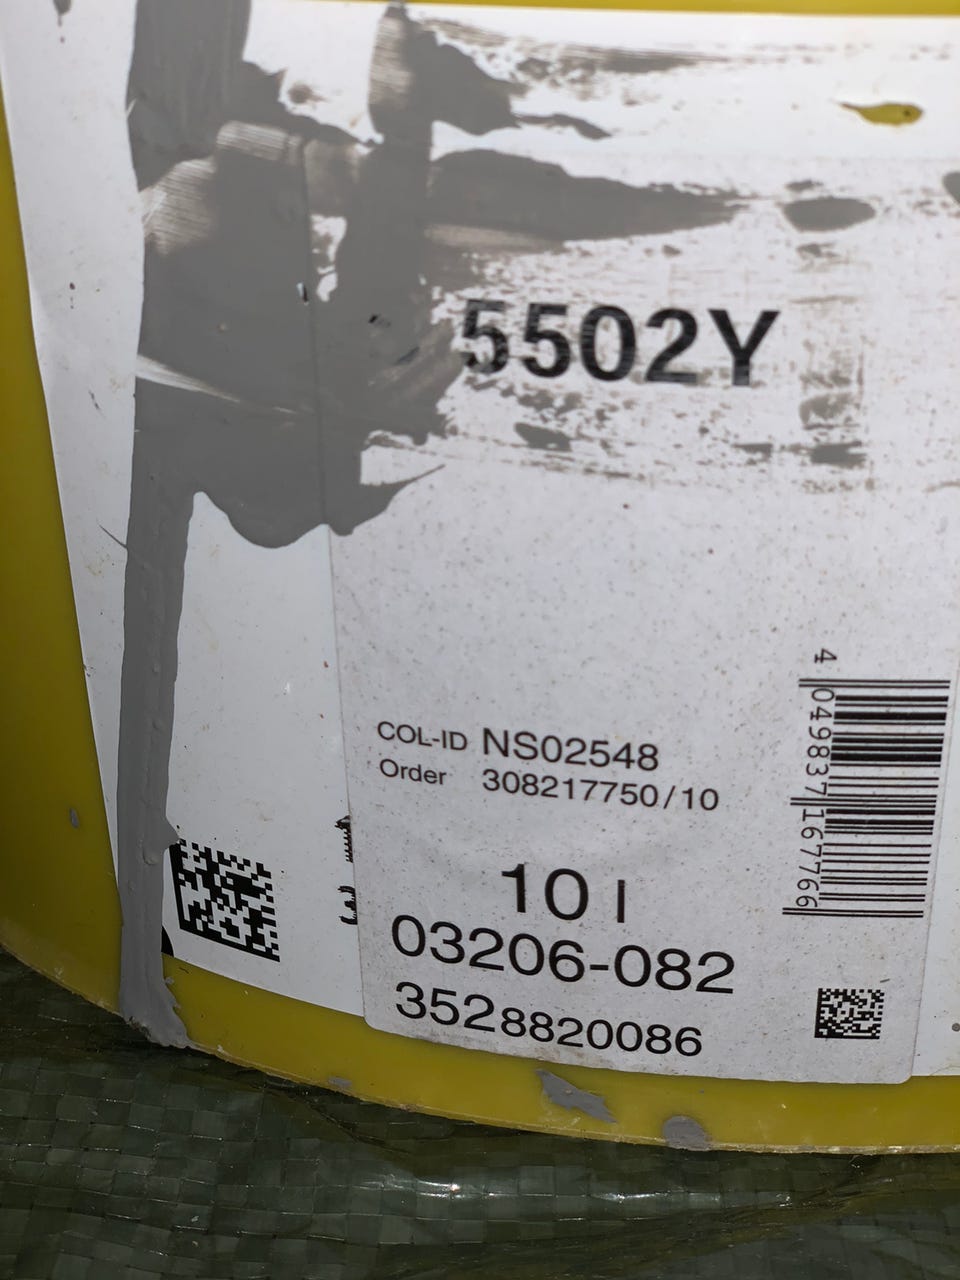 5502Y
COL-ID NS02548
Order 308217750/10
10 l
03206-082
3528820086
4 049837 167766